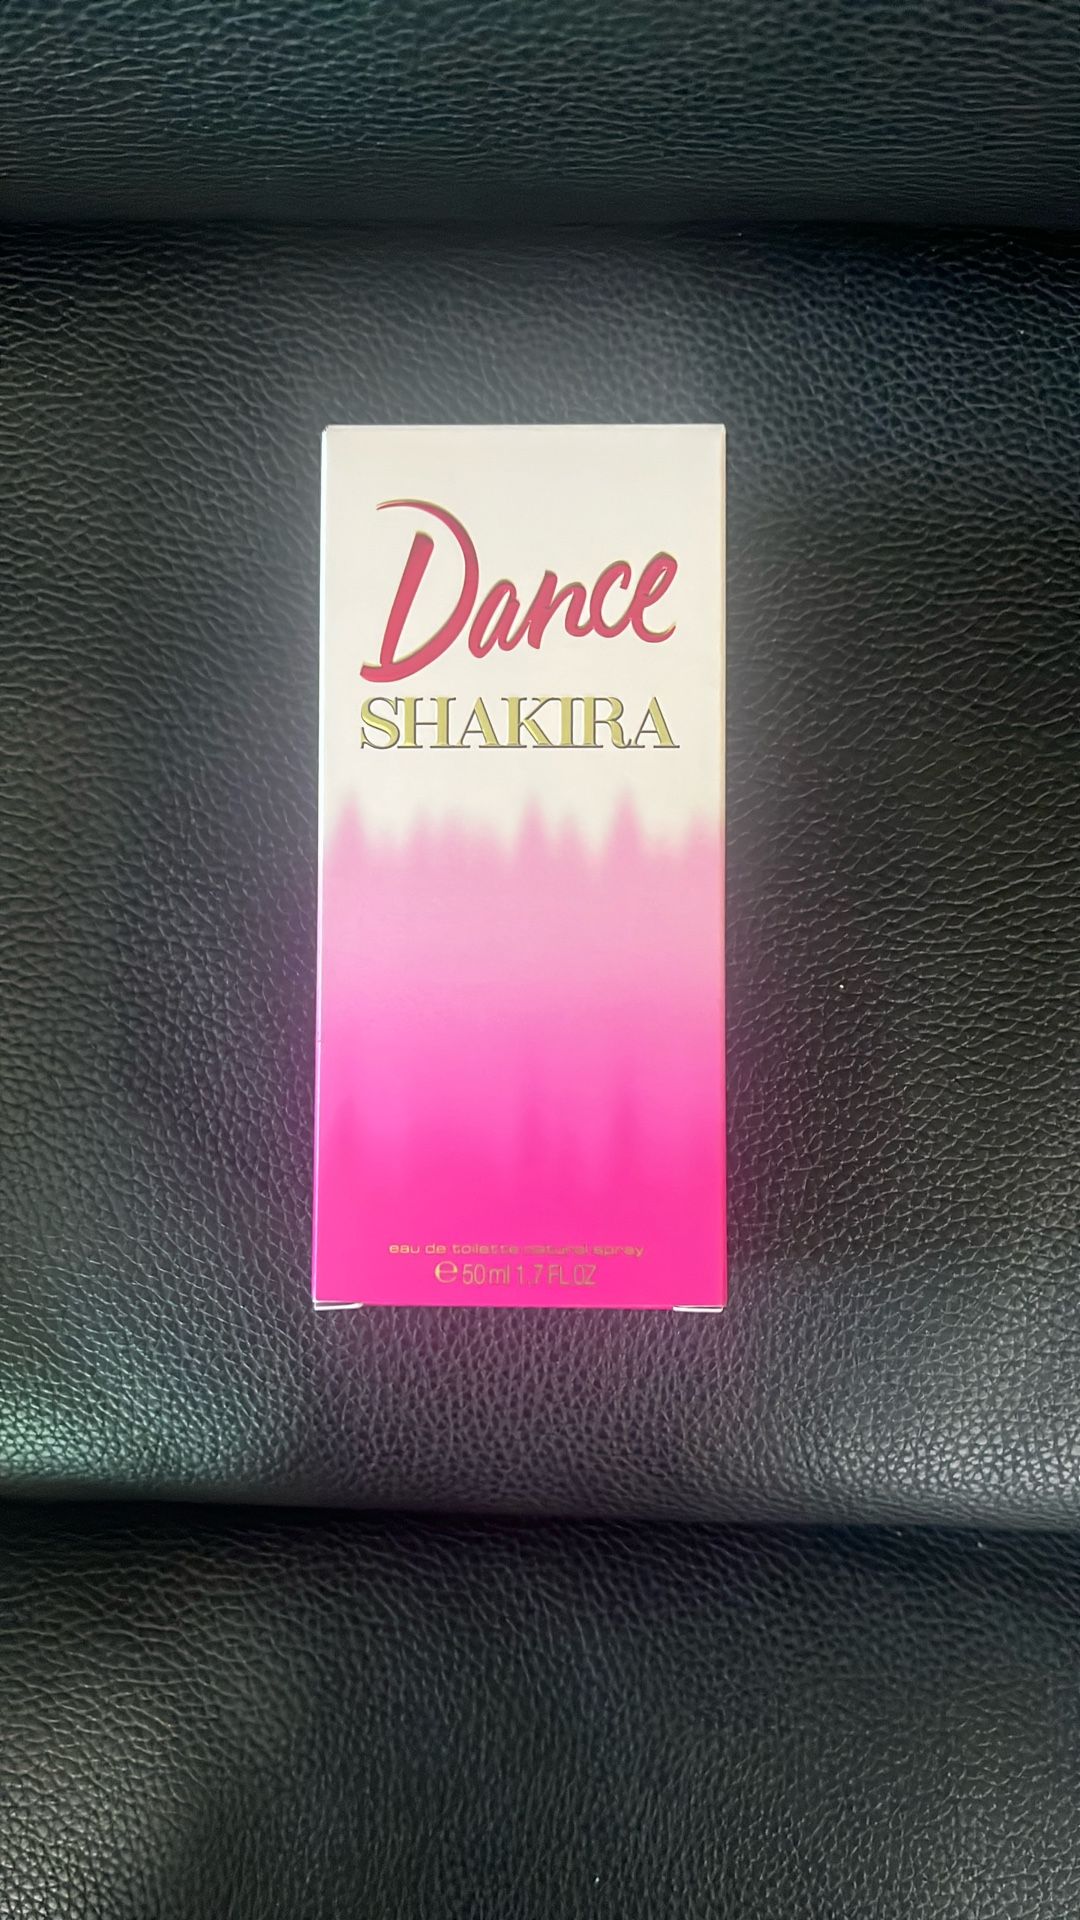 Dance
SHAKIRA
eau de toilette natural spray
℮ 50 ml 1.7 FL.OZ